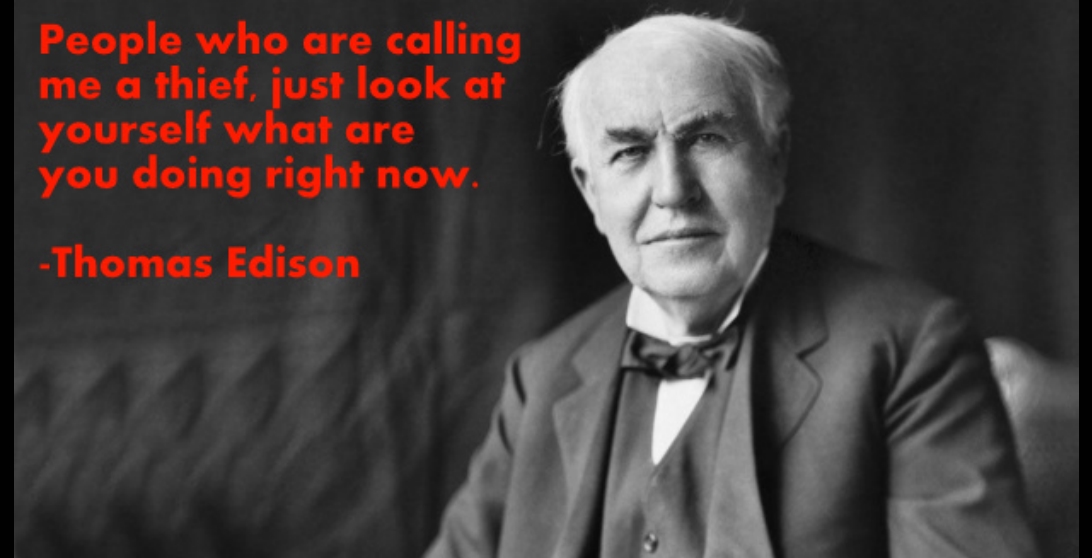 People who are calling
me a thief, just look at
yourself what are
you doing right now.
-Thomas Edison